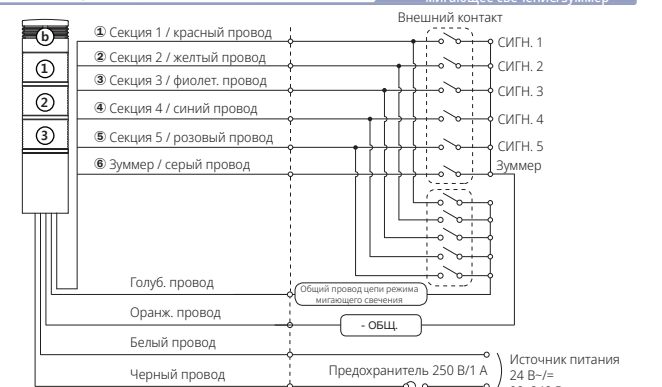 мигающее свечение/зуммер
Внешний контакт
b
① Секция 1 / красный провод
СИГН. 1
1
② Секция 2 / желтый провод
СИГН. 2
③ Секция 3 / фиолет. провод
СИГН. 3
2
④ Секция 4 / синий провод
СИГН. 4
3
⑤ Секция 5 / розовый провод
СИГН. 5
⑥ Зуммер / серый провод
Зуммер
Голуб. провод
Общий провод цепи режима
мигающего свечения
Оранж. провод
- ОБЩ.
Белый провод
Источник питания
Черный провод
Предохранитель 250 В/1 А
24 В~/=